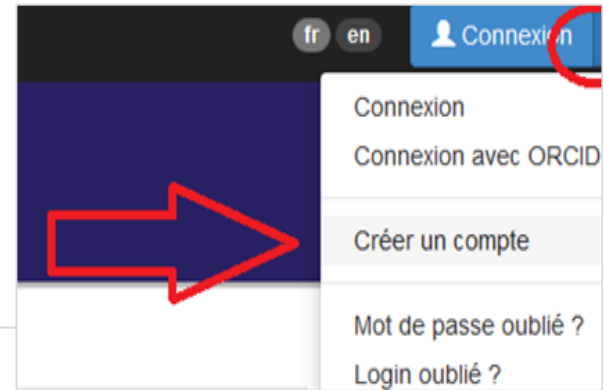 fr en Connexion
Connexion
Connexion avec ORCID
Créer un compte
Mot de passe oublié ?
Login oublié ?